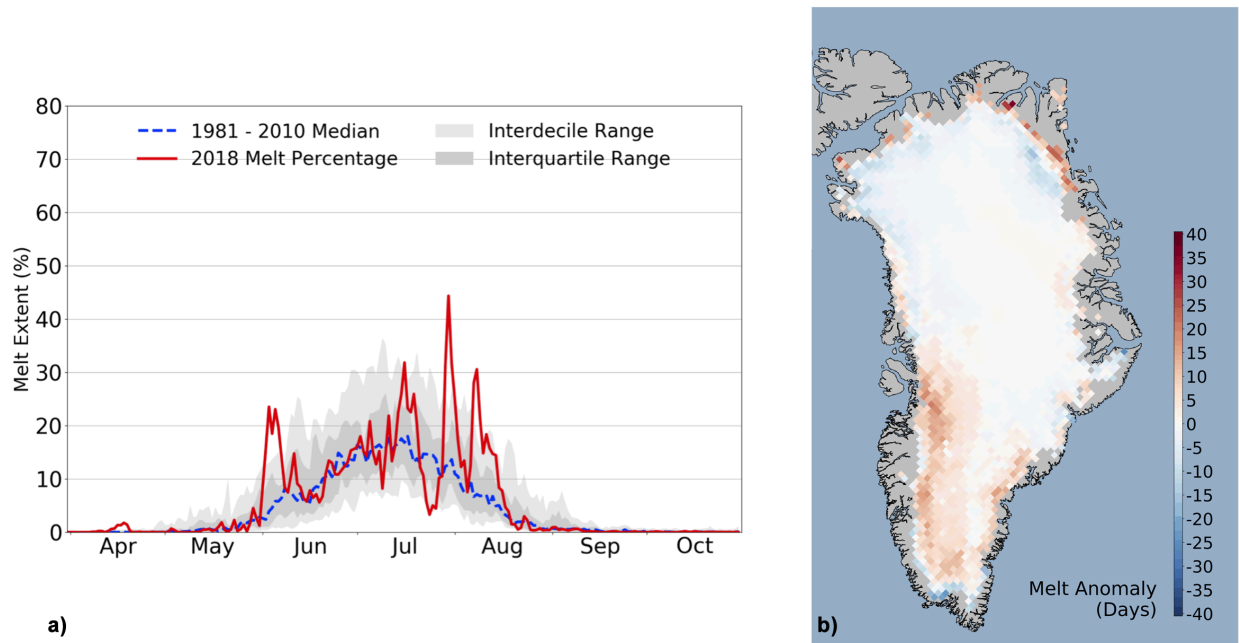 80
70
60
50
40
30
20
10
0
Melt Extent (%)
1981 - 2010 Median
2018 Melt Percentage
Interdecile Range
Interquartile Range
Apr May Jun Jul Aug Sep Oct
a)
40
35
30
25
20
15
10
5
0
-5
-10
-15
-20
-25
-30
-35
-40
Melt Anomaly
(Days)
b)